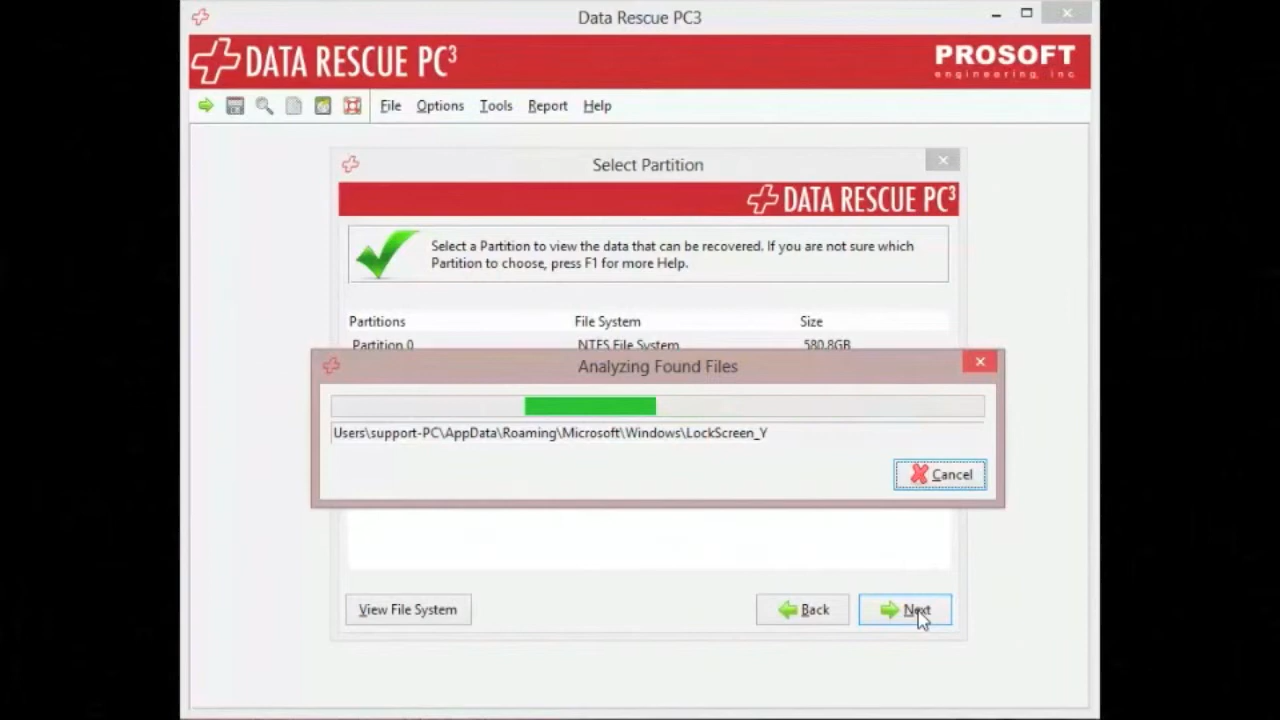 Data Rescue PC3
DATA RESCUE PC³
PROSOFT
engineering, inc
File Options Tools Report Help
Select Partition
DATA RESCUE PC³
Select a Partition to view the data that can be recovered. If you are not sure which
Partition to choose, press F1 for more Help.
Partitions File System Size
Partition 0 NTFS File System 580.8GB
Analyzing Found Files
Users\support-PC\AppData\Roaming\Microsoft\Windows\LockScreen_Y
Cancel
View File System Back Next